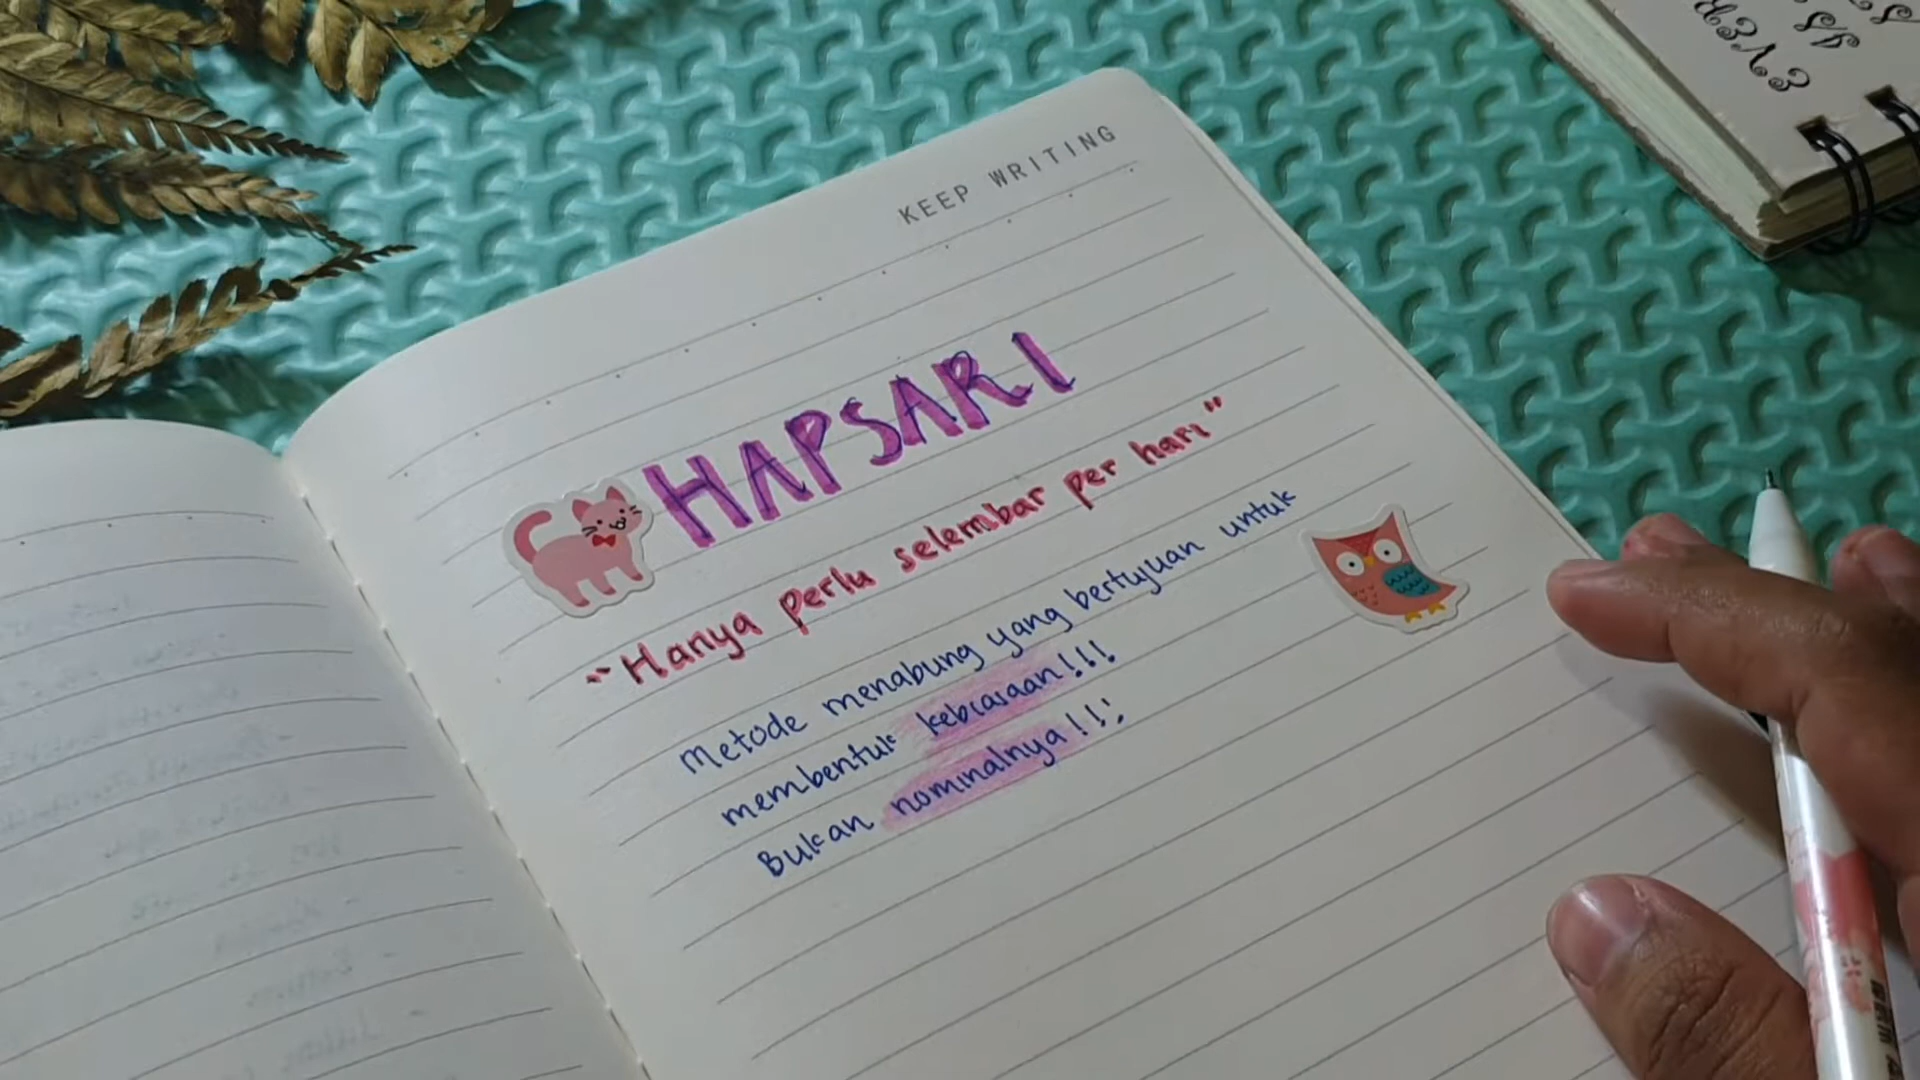 KEEP WRITING
HAPSARI
"Hanya perlu selembar per hari"
Metode menabung yang bertujuan untuk
membentuk kebiasaan!!!
Bukan nominalnya!!!